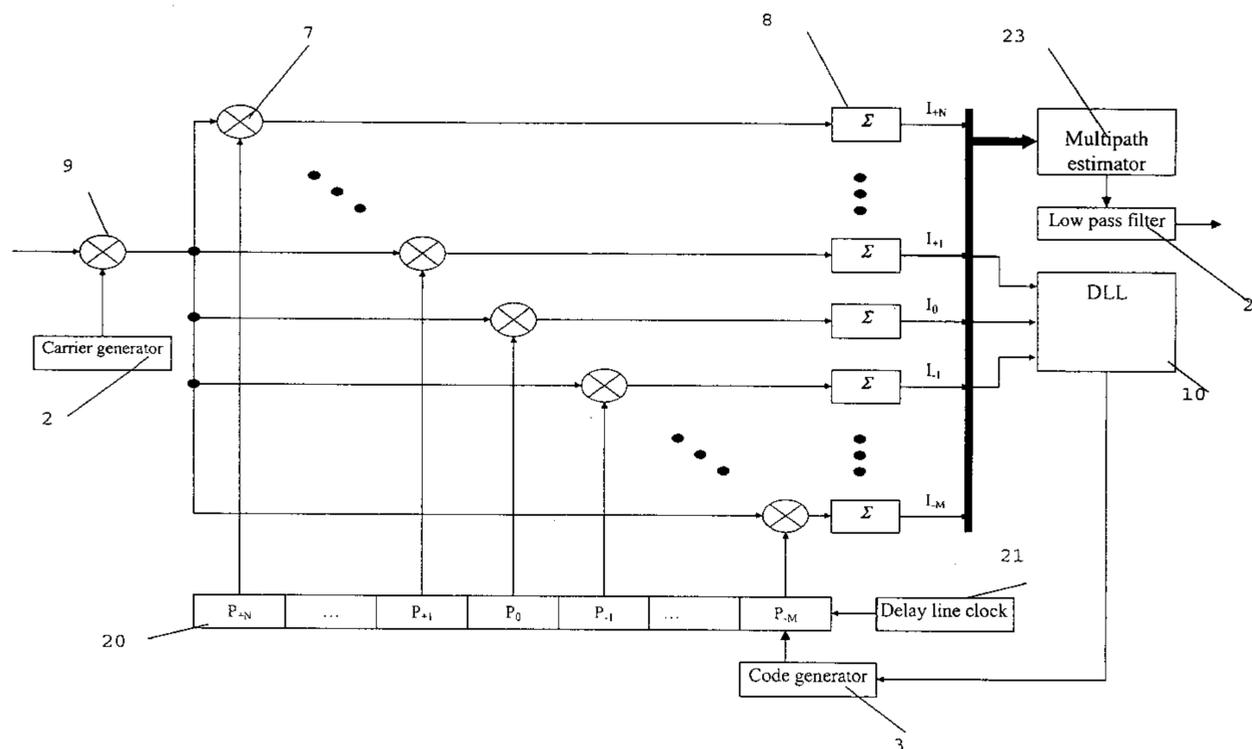 7
8
23
I+N
Σ
Multipath
estimator
9
Low pass filter
I+1
Σ
2
DLL
I0
Σ
Carrier generator
I-1
Σ
2
10
I-M
Σ
21
P+N
...
P+1
P0
P-1
...
P-M
Delay line clock
20
Code generator
3